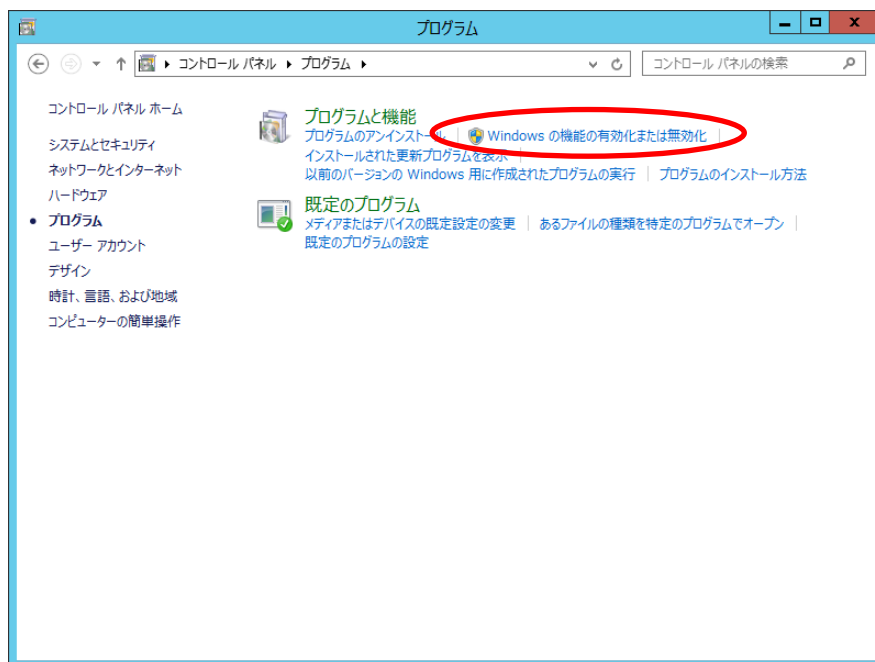 プログラム
コントロール パネル プログラム
コントロール パネルの検索
コントロール パネル ホーム
システムとセキュリティ
ネットワークとインターネット
ハードウェア
プログラム
ユーザー アカウント
デザイン
時計、言語、および地域
コンピューターの簡単操作
プログラムと機能
プログラムのアンインストール Windows の機能の有効化または無効化
インストールされた更新プログラムを表示
以前のバージョンの Windows 用に作成されたプログラムの実行 プログラムのインストール方法
既定のプログラム
メディアまたはデバイスの既定設定の変更 あるファイルの種類を特定のプログラムでオープン
既定のプログラムの設定